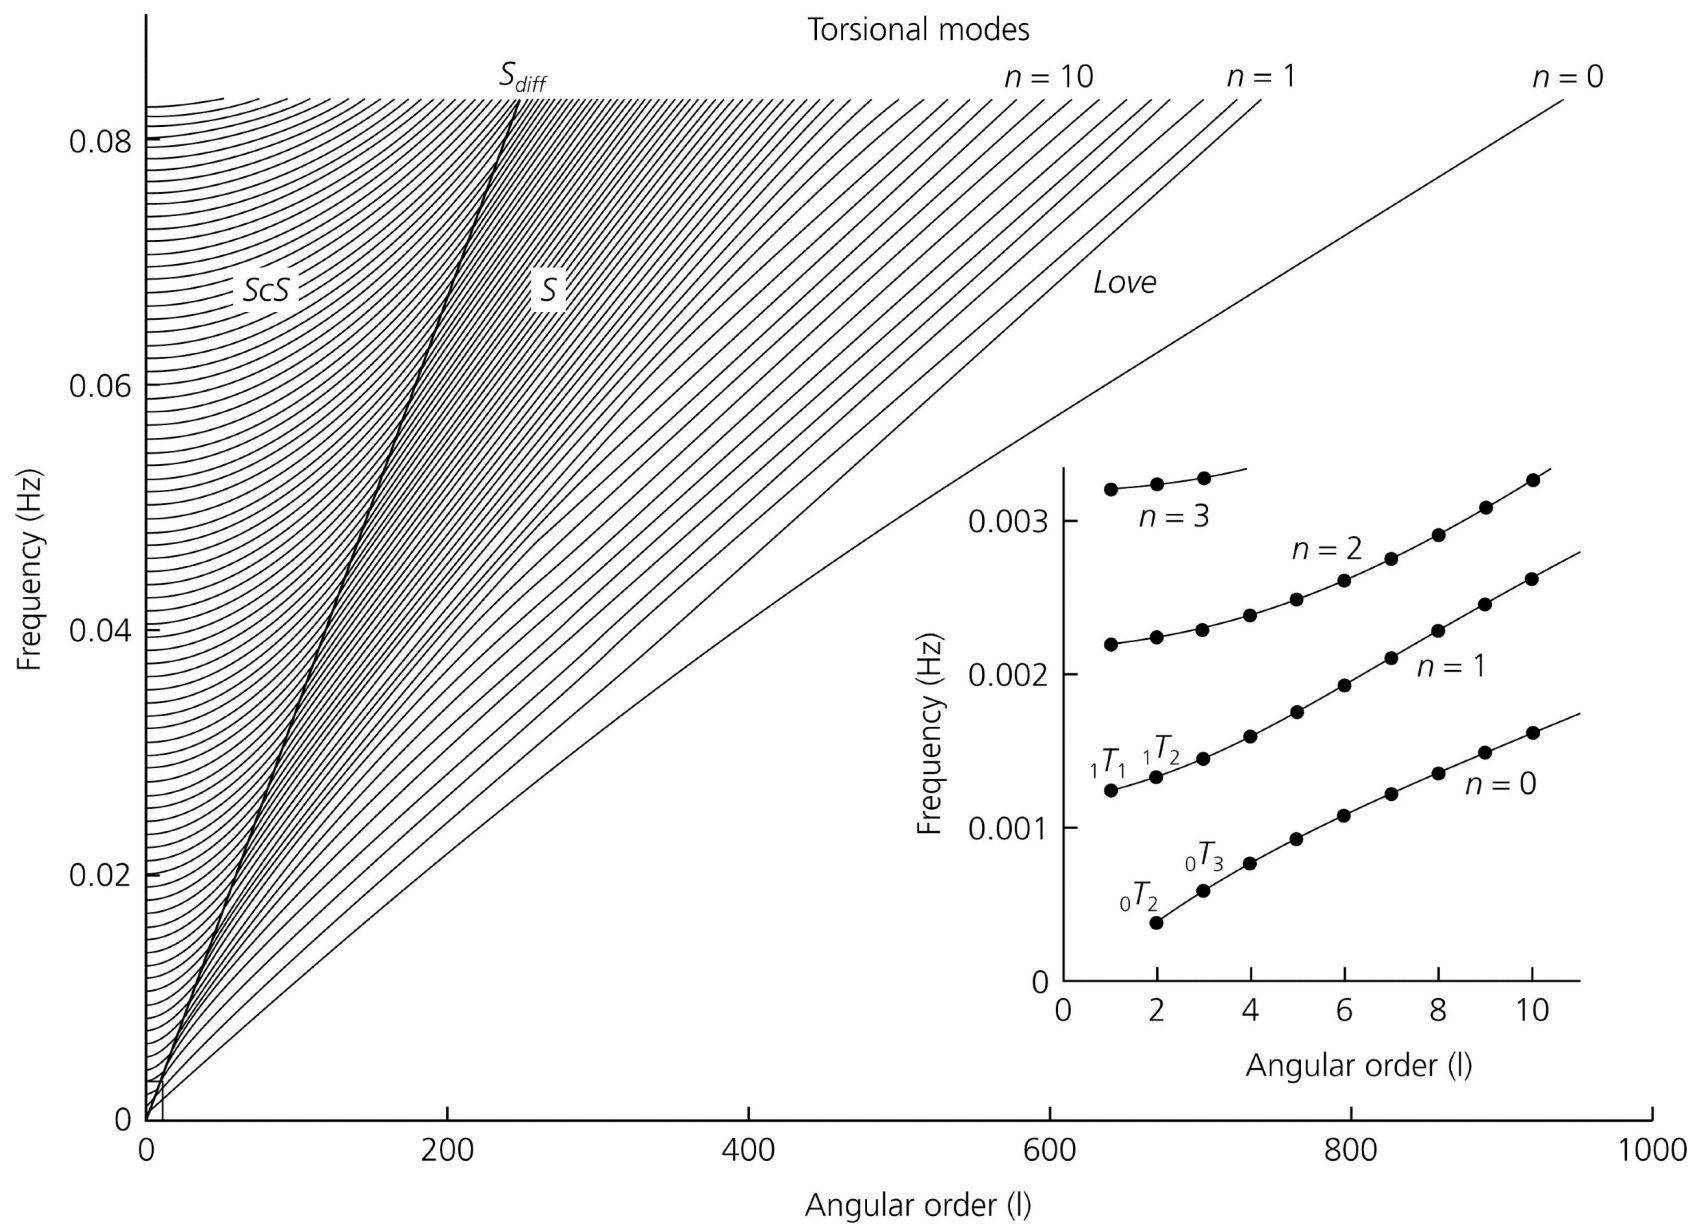 Torsional modes
S_diff
n = 10
n = 1
n = 0
0.08
ScS
S
Love
0.06
0.04
0.02
0
Frequency (Hz)
0
200
400
600
800
1000
Angular order (l)
n = 3
0.003
n = 2
0.002
n = 1
₁T₁
₁T₂
n = 0
0.001
₀T₃
₀T₂
0
Frequency (Hz)
0
2
4
6
8
10
Angular order (l)